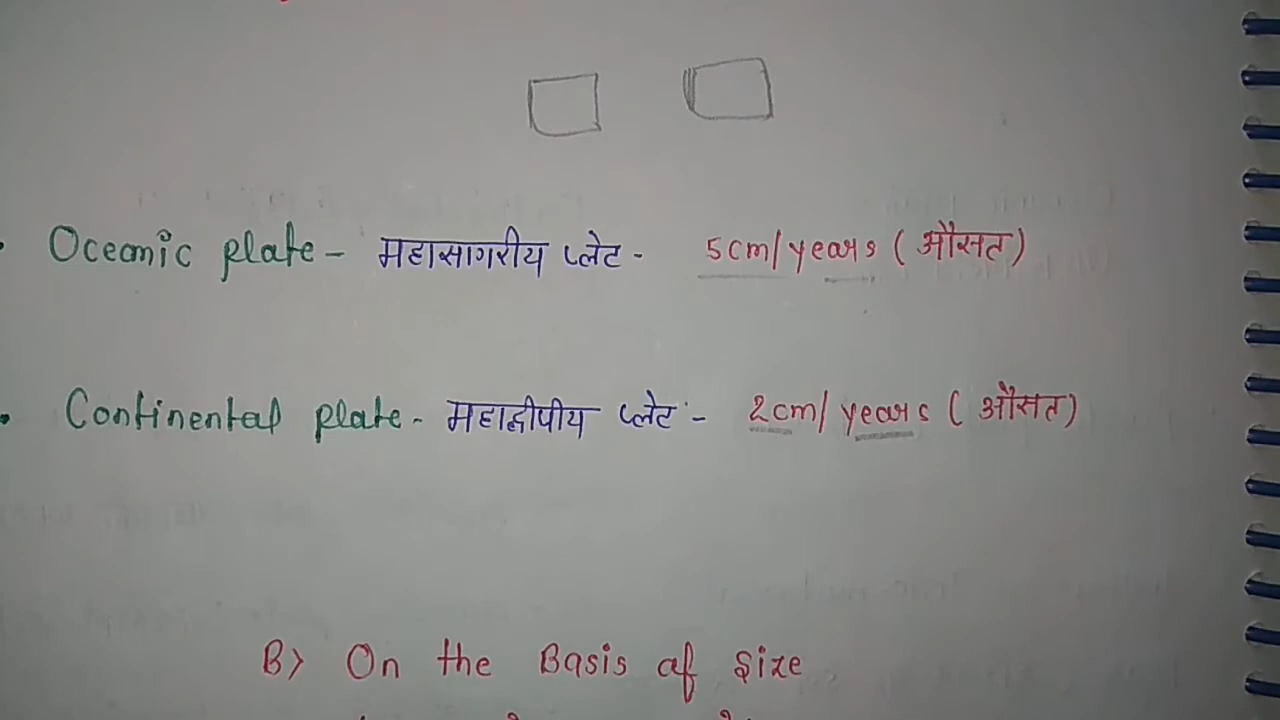 Oceanic plate - महासागरीय प्लेट - 5cm/years (औसत)
Continental plate - महाद्वीपीय प्लेट - 2cm/years (औसत)
B) On the Basis of Size